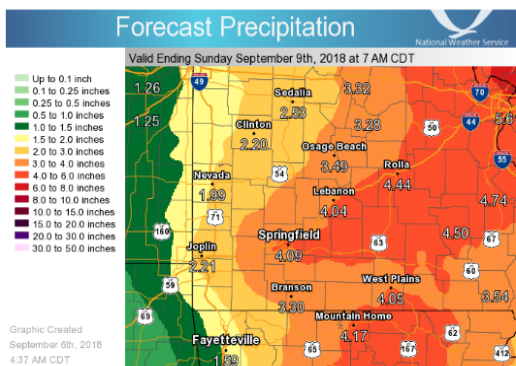 Forecast Precipitation
National Weather Service
Valid Ending Sunday September 9th, 2018 at 7 AM CDT
Up to 0.1 inch
0.1 to 0.25 inches
0.25 to 0.5 inches
0.5 to 1.0 inches
1.0 to 1.5 inches
1.5 to 2.0 inches
2.0 to 3.0 inches
3.0 to 4.0 inches
4.0 to 6.0 inches
6.0 to 8.0 inches
8.0 to 10.0 inches
10.0 to 15.0 inches
15.0 to 20.0 inches
20.0 to 30.0 inches
30.0 to 50.0 inches
Graphic Created
September 6th, 2018
4:37 AM CDT
1.26
49
Sedalia
2.53
3.32
70
1.25
Clinton
2.20
3.28
50
44
5.6
Osage Beach
3.49
55
Nevada
1.99
54
Rolla
4.44
Lebanon
4.04
4.74
71
160
Springfield
4.09
63
4.50
67
Joplin
2.21
60
59
Branson
3.30
West Plains
4.05
3.54
69
Mountain Home
4.17
62
Fayetteville
1.59
65
167
412